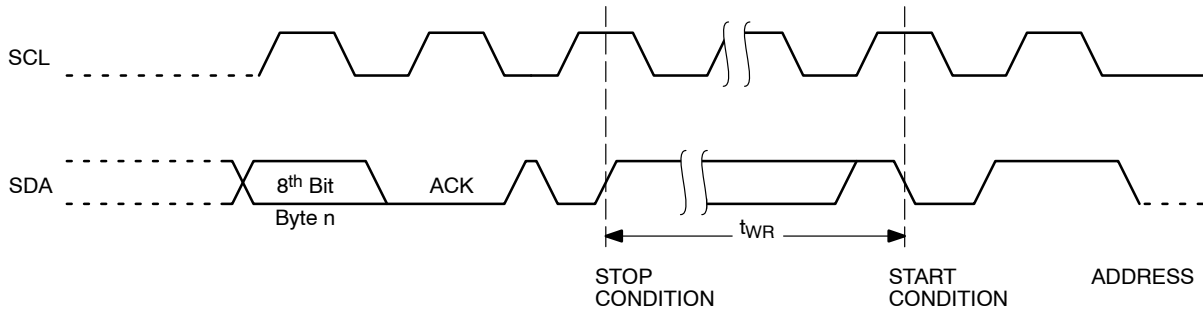 SCL
SDA
8th Bit
Byte n
ACK
tWR
STOP
CONDITION
START
CONDITION
ADDRESS